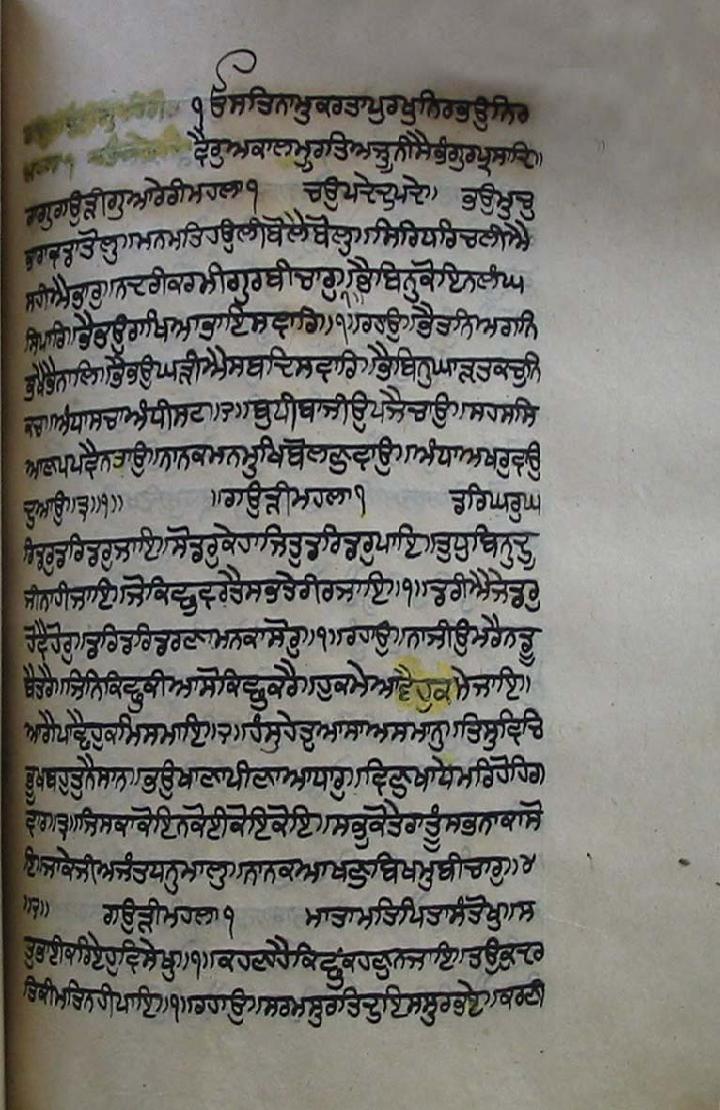 ੧ੳਸਤਿਨਾਮੁਕਰਤਾਪੁਰਖੁਨਿਰਭਉਨਿਰ
ਵੈਰੁਅਕਾਲਮੂਰਤਿਅਜੂਨੀਸੈਭੰਗੁਰਪ੍ਰਸਾਦਿ॥
ਰਾਗੁਗਉੜੀਗੁਆਰੇਰੀਮਹਲਾ੧ ਚਉਪਦੇਦੁਪਦੇ॥ ਭਉਮੁਚੁ
ਭਾਰਾਵਡਾਤੋਲੁ॥ਮਨਮਤਿਹਉਲੀਬੋਲੈਬੋਲੁ॥ਸਿਰਿਧਰਿਚਲੀਐ
ਸਹੀਐਭਾਰੁ॥ਨਦਰੀਕਰਮੀਗੁਰਬੀਚਾਰੁ॥੧॥ਭੈਬਿਨੁਕੋਇਨਲੰਘ
ਸਿਪਾਰਿ॥ਭੈਭਉਰਾਖਿਆਭਾਇਸਵਾਰਿ॥੧॥ਰਹਾਉ॥ਭੈਤਨਿਅਗਨਿ
ਭਖੈਭੈਨਾਲਿ॥ਭੈਭਉਘੜੀਐਸਬਦਿਸਵਾਰਿ॥ਭੈਬਿਨੁਘਾੜਤਕਚੁਨਿ
ਕਚ॥ਅੰਧਾਸਚਾਅੰਧੀਸਟ॥੨॥ਬੁਧੀਬਾਜੀਉਪਜੈਚਾਉ॥ਸਹਸਸਿ
ਆਣਪਪਵੈਨਤਾਉ॥ਨਾਨਕਮਨਮੁਖਿਬੋਲਣੁਵਾਉ॥ਅੰਧਾਅਖਰੁਵਾਉ
ਦੁਆਉ॥੩॥੧॥ ॥ਗਉੜੀਮਹਲਾ੧ ਡਰਿਘਰੁਘ
ਰਿਡਰੁਡਰਿਡਰੁਜਾਇ॥ਸੋਡਰੁਕੇਹਾਜਿਤੁਡਰਿਡਰੁਪਾਇ॥ਤੁਧੁਬਿਨੁਦੂ
ਜੀਨਾਹੀਜਾਇ॥ਜੋਕਿਛੁਵਰਤੈਸਭਤੇਰੀਰਜਾਇ॥੧॥ਡਰੀਐਜੇਡਰੁ
ਹੋਵੈਹੋਰੁ॥ਡਰਿਡਰਿਡਰਣਾਮਨਕਾਸੋਰੁ॥੧॥ਰਹਾਉ॥ਨਾਜੀਉਮਰੈਨਡੂ
ਬੈਤਰੈ॥ਜਿਨਿਕਿਛੁਕੀਆਸੋਕਿਛੁਕਰੈ॥ਹੁਕਮੇਆਵੈਹੁਕਮੇਜਾਇ॥
ਆਗੈਪਾਛੈਹੁਕਮਿਸਮਾਇ॥੨॥ਹੰਸੁਹੇਤੁਆਸਾਅਸਮਾਨੁ॥ਤਿਸੁਵਿਚਿ
ਭੂਖਬਹੁਤੁਨੈਸਾਨੁ॥ਭਉਖਾਣਾਪੀਣਾਆਧਾਰੁ॥ਵਿਣੁਖਾਧੇਮਰਿਹੋਹਿਗ
ਵਾਰ॥੩॥ਜਿਸਕਾਕੋਇਨਕੋਈਕੋਇਕੋਇ॥ਸਭੁਕੋਤੇਰਾਤੂੰਸਭਨਾਕਾਸੋ
ਇ॥ਜਾਕੇਜੀਅਜੰਤਧਨੁਮਾਲੁ॥ਨਾਨਕਆਖਣੁਬਿਖਮੁਬੀਚਾਰੁ॥੪
॥੨॥ ਗਉੜੀਮਹਲਾ੧ ਮਾਤਾਮਤਿਪਿਤਾਸੰਤੋਖੁ॥ਸ
ਤੁਭਾਈਕਰਿਏਹੁਵਿਸੇਖੁ॥੧॥ਕਹਣਾਹੈਕਿਛੁਕਹਣੁਨਜਾਇ॥ਤਉਕੁਦਰ
ਤਿਕੀਮਤਿਨਹੀਪਾਇ॥੧॥ਰਹਾਉ॥ਸਰਮਸੁਰਤਿਦੁਇਸਸੁਰਭਏ॥ਕਰਣੀ